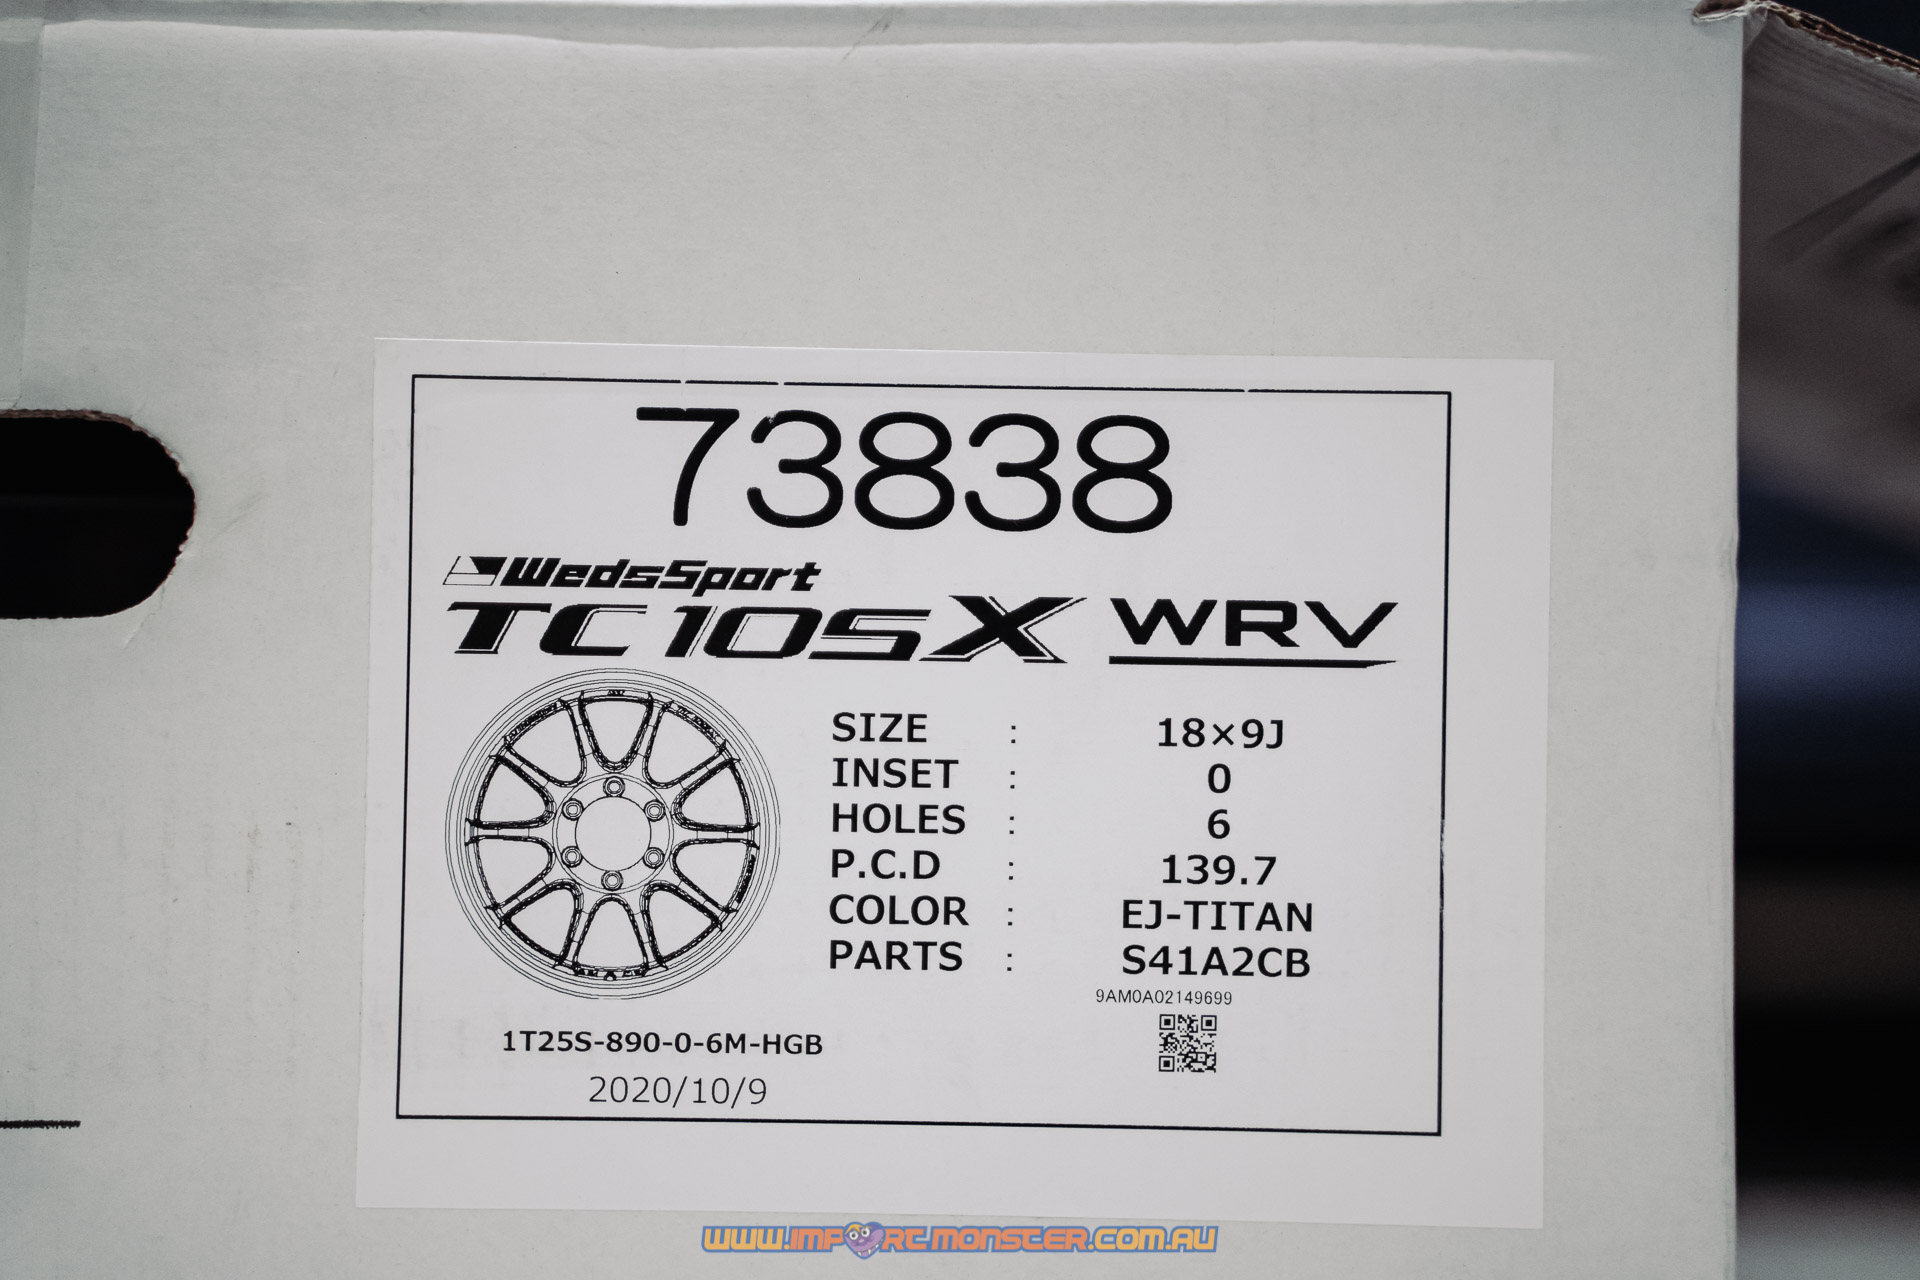 73838
WedsSport
TC105X WRV
SIZE : 18×9J
INSET : 0
HOLES : 6
P.C.D : 139.7
COLOR : EJ-TITAN
PARTS : S41A2CB
9AM0A02149699
1T25S-890-0-6M-HGB
2020/10/9
WWW.IMPORTMONSTER.COM.AU